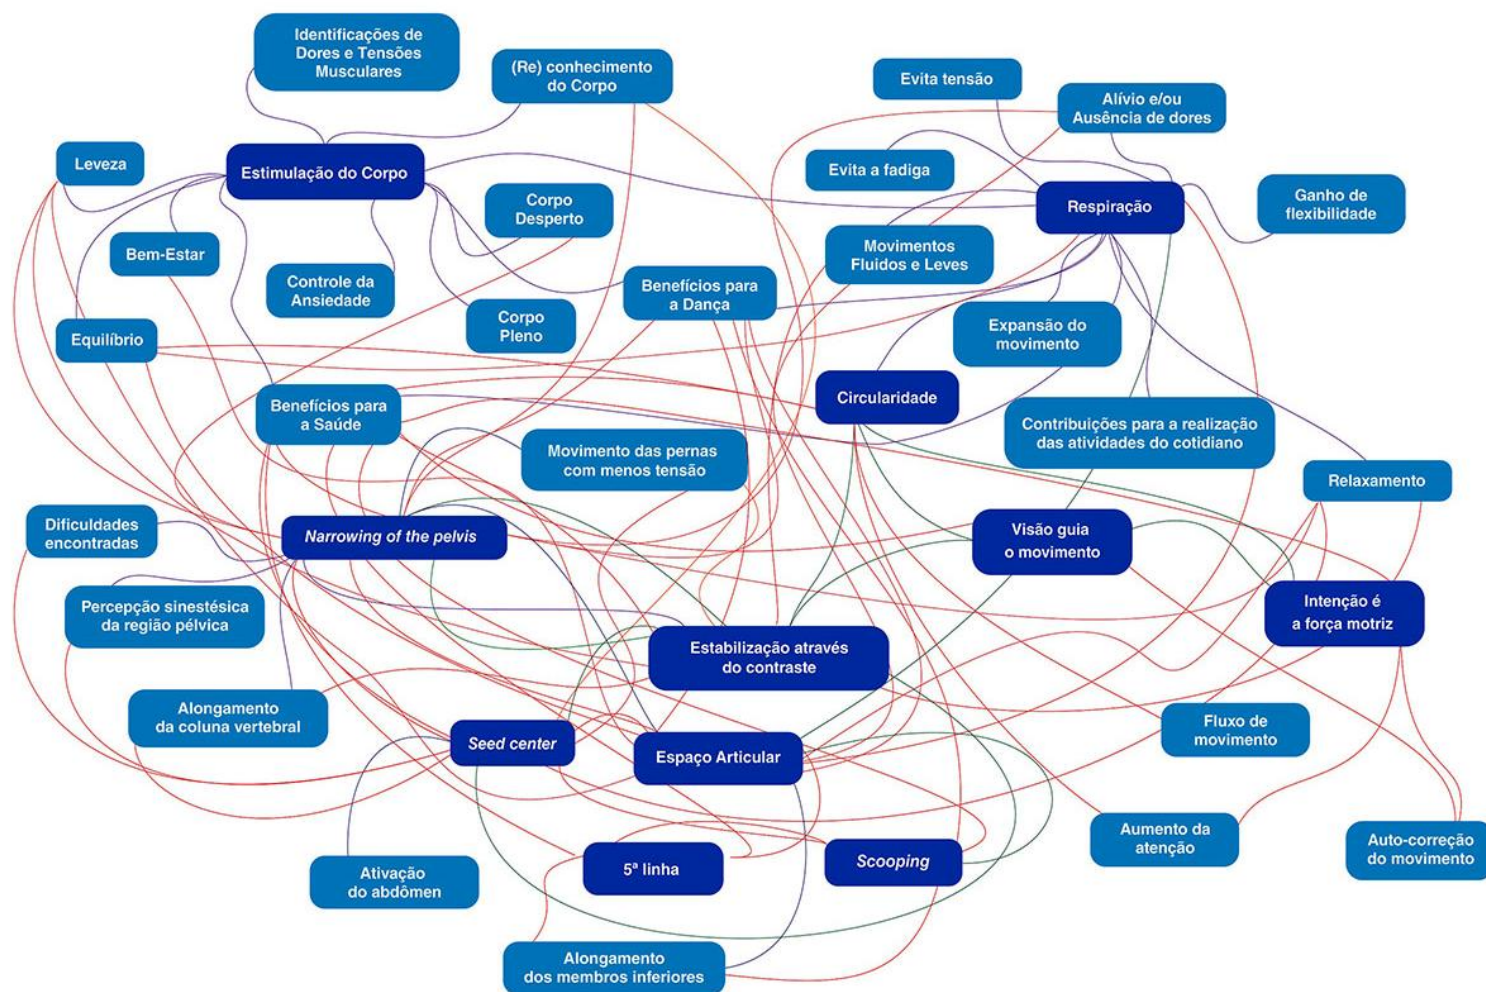 Identificações de
Dores e Tensões
Musculares
(Re) conhecimento
do Corpo
Evita tensão
Alívio e/ou
Ausência de dores
Leveza
Estimulação do Corpo
Evita a fadiga
Corpo
Desperto
Respiração
Ganho de
flexibilidade
Bem-Estar
Controle da
Ansiedade
Movimentos
Fluidos e Leves
Benefícios para
a Dança
Corpo
Pleno
Equilíbrio
Expansão do
movimento
Benefícios para
a Saúde
Circularidade
Contribuições para a realização
das atividades do cotidiano
Movimento das pernas
com menos tensão
Relaxamento
Dificuldades
encontradas
Narrowing of the pelvis
Visão guia
o movimento
Percepção sinestésica
da região pélvica
Intenção é
a força motriz
Estabilização através
do contraste
Alongamento
da coluna vertebral
Seed center
Espaço Articular
Fluxo de
movimento
Aumento da
atenção
Auto-correção
do movimento
Ativação
do abdômen
5ª linha
Scooping
Alongamento
dos membros inferiores